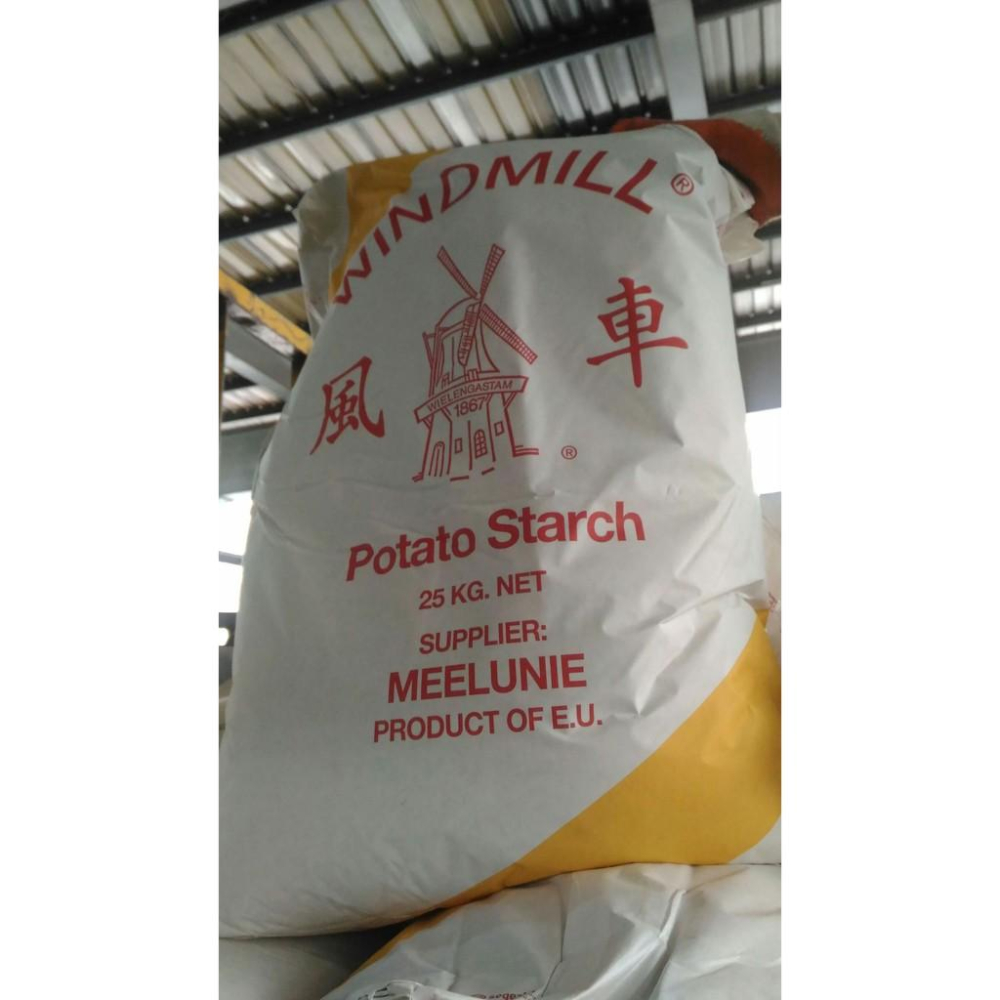 WINDMILL®
風車
WIELENGASTAM
1867
®
Potato Starch
25 KG. NET
SUPPLIER:
MEELUNIE
PRODUCT OF E.U.